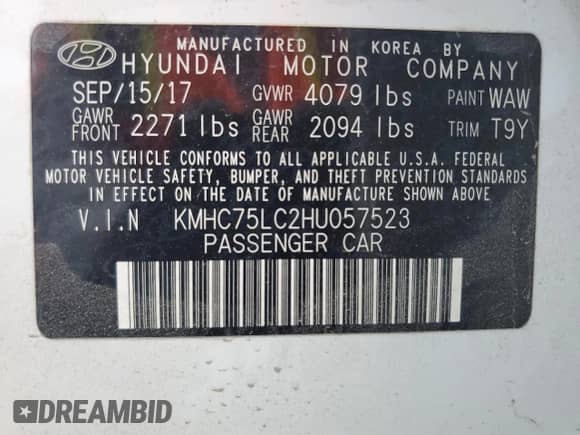 MANUFACTURED IN KOREA BY
HYUNDAI MOTOR COMPANY
SEP/15/17 GVWR 4079 lbs PAINT WAW
GAWR FRONT 2271 lbs GAWR REAR 2094 lbs TRIM T9Y
THIS VEHICLE CONFORMS TO ALL APPLICABLE U.S.A. FEDERAL
MOTOR VEHICLE SAFETY, BUMPER, AND THEFT PREVENTION STANDARDS
IN EFFECT ON THE DATE OF MANUFACTURE SHOWN ABOVE
V.I.N KMHC75LC2HU057523
PASSENGER CAR
DREAMBID